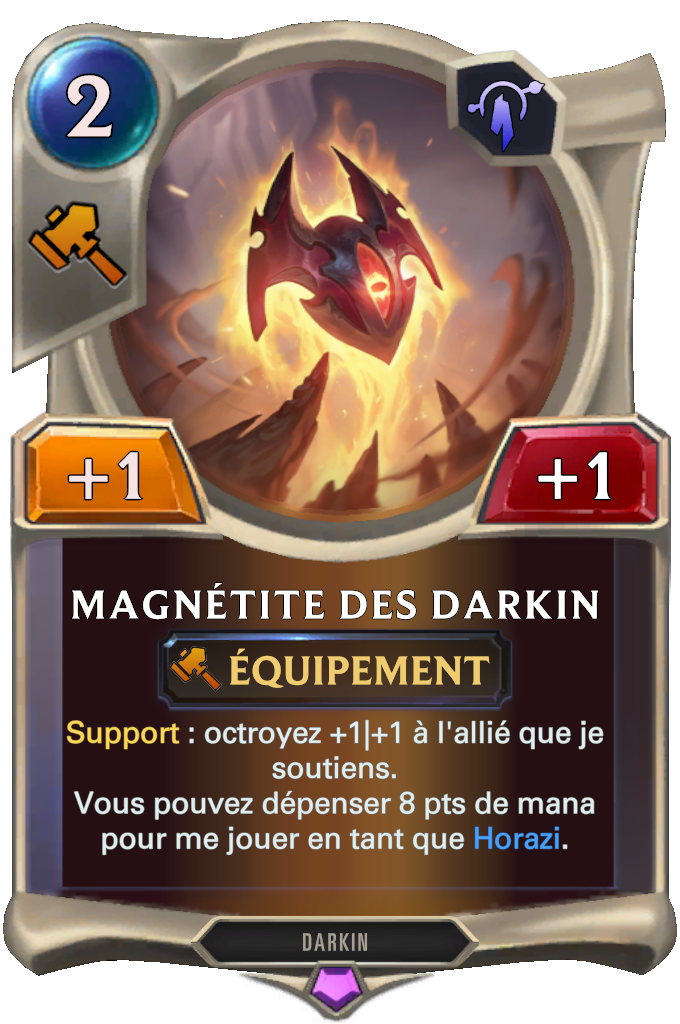 2
+1
+1
MAGNÉTITE DES DARKIN
ÉQUIPEMENT
Support : octroyez +1|+1 à l'allié que je
soutiens.
Vous pouvez dépenser 8 pts de mana
pour me jouer en tant que Horazi.
DARKIN